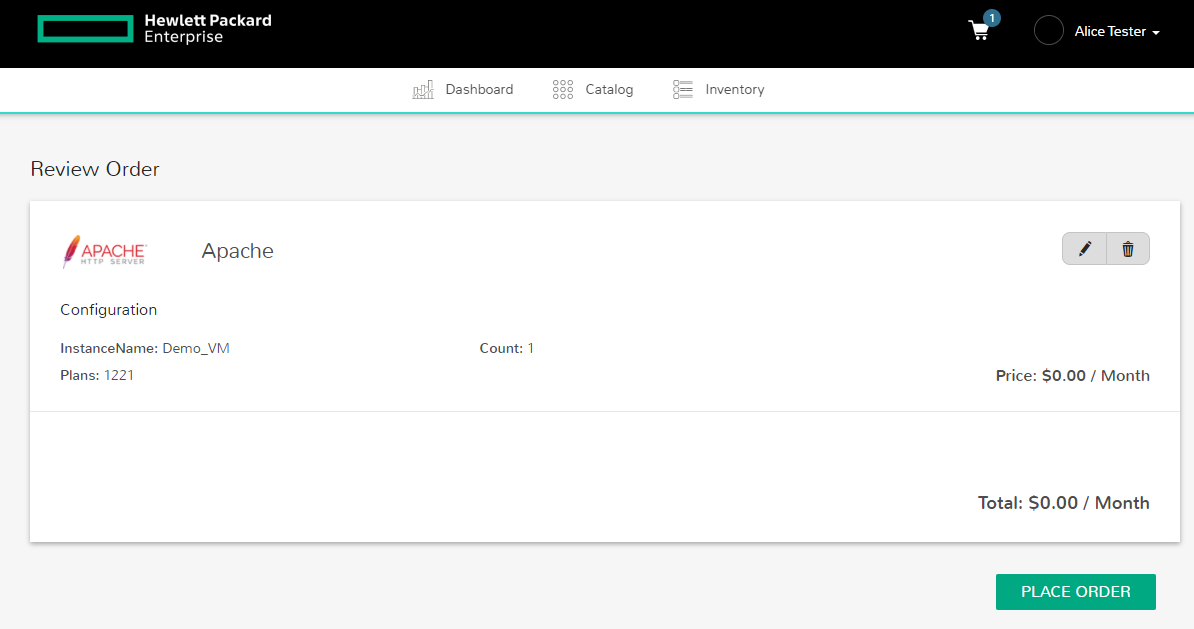 Hewlett Packard
Enterprise
1
Alice Tester
Dashboard
Catalog
Inventory
Review Order
APACHE
HTTP SERVER
Apache
Configuration
InstanceName: Demo_VM
Count: 1
Plans: 1221
Price: $0.00 / Month
Total: $0.00 / Month
PLACE ORDER